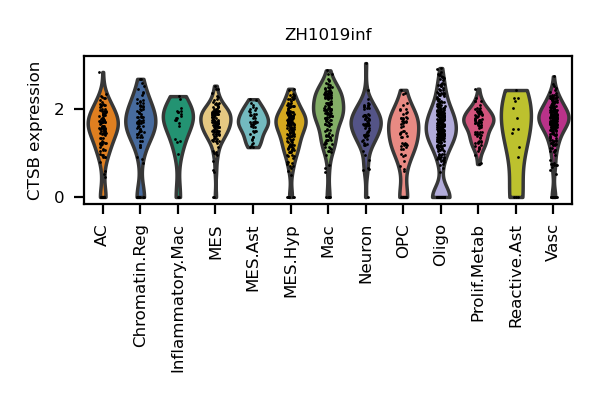 ZH1019inf
CTSB expression
2
0
AC
Chromatin.Reg
Inflammatory.Mac
MES
MES.Ast
MES.Hyp
Mac
Neuron
OPC
Oligo
Prolif.Metab
Reactive.Ast
Vasc